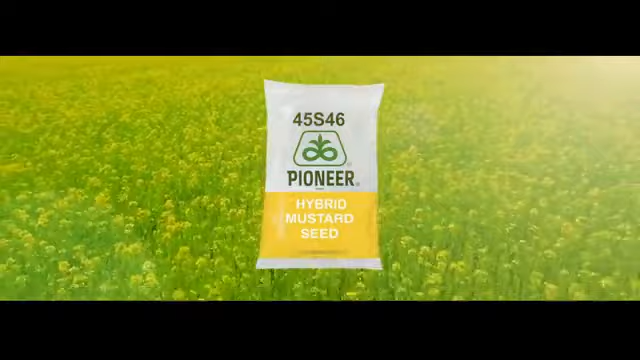 45S46
PIONEER
HYBRID
MUSTARD
SEED